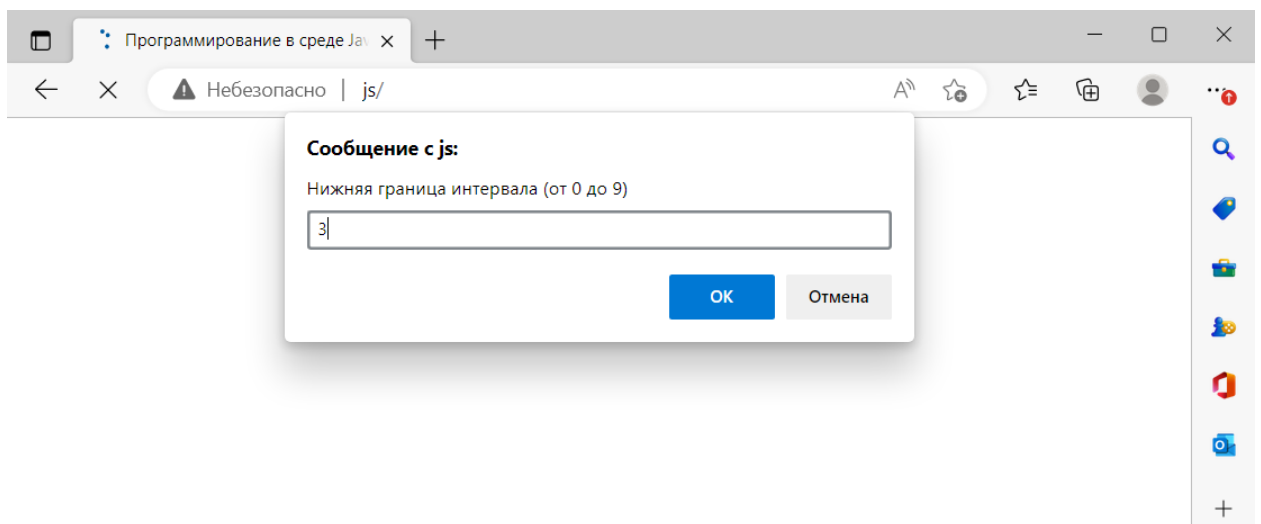 Программирование в среде Jav
Небезопасно | js/
Сообщение с js:
Нижняя граница интервала (от 0 до 9)
3
ОК
Отмена